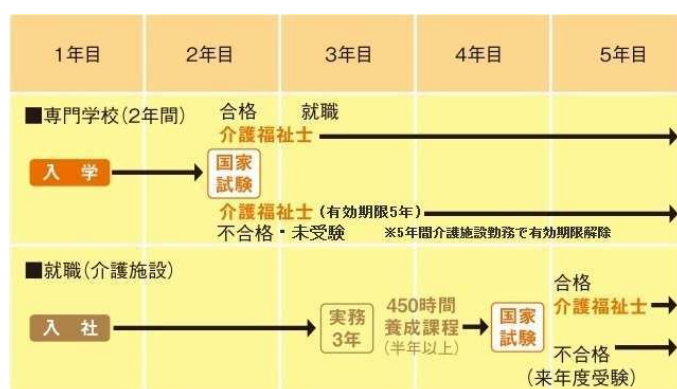 1年目 2年目 3年目 4年目 5年目
■専門学校(2年間)
合格 就職
介護福祉士
入学
国家
試験
介護福祉士(有効期限5年)
不合格・未受験 ※5年間介護施設勤務で有効期限解除
■就職(介護施設)
入社
実務
3年
450時間
養成課程
(半年以上)
国家
試験
合格
介護福祉士
不合格
(来年度受験)